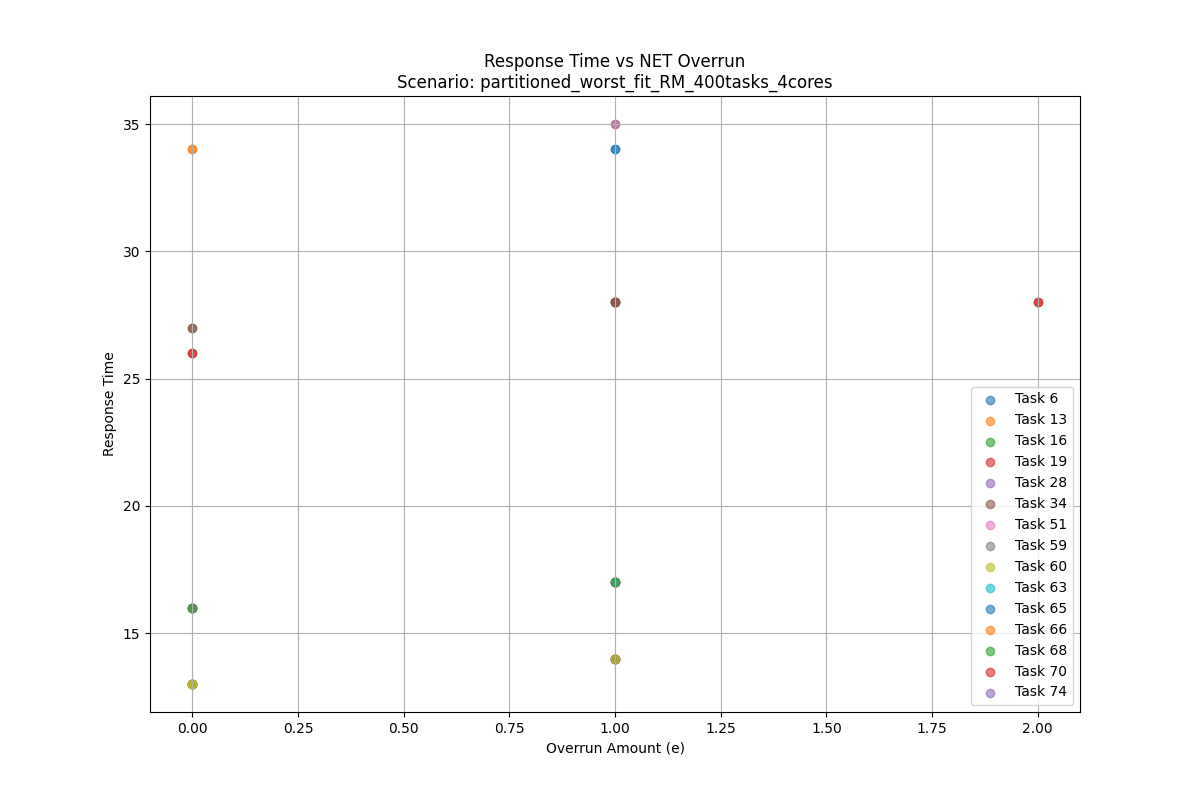 Response Time vs NET Overrun
Scenario: partitioned_worst_fit_RM_400tasks_4cores
Response Time
35
30
25
20
15
0.00 0.25 0.50 0.75 1.00 1.25 1.50 1.75 2.00
Overrun Amount (e)
Task 6
Task 13
Task 16
Task 19
Task 28
Task 34
Task 51
Task 59
Task 60
Task 63
Task 65
Task 66
Task 68
Task 70
Task 74